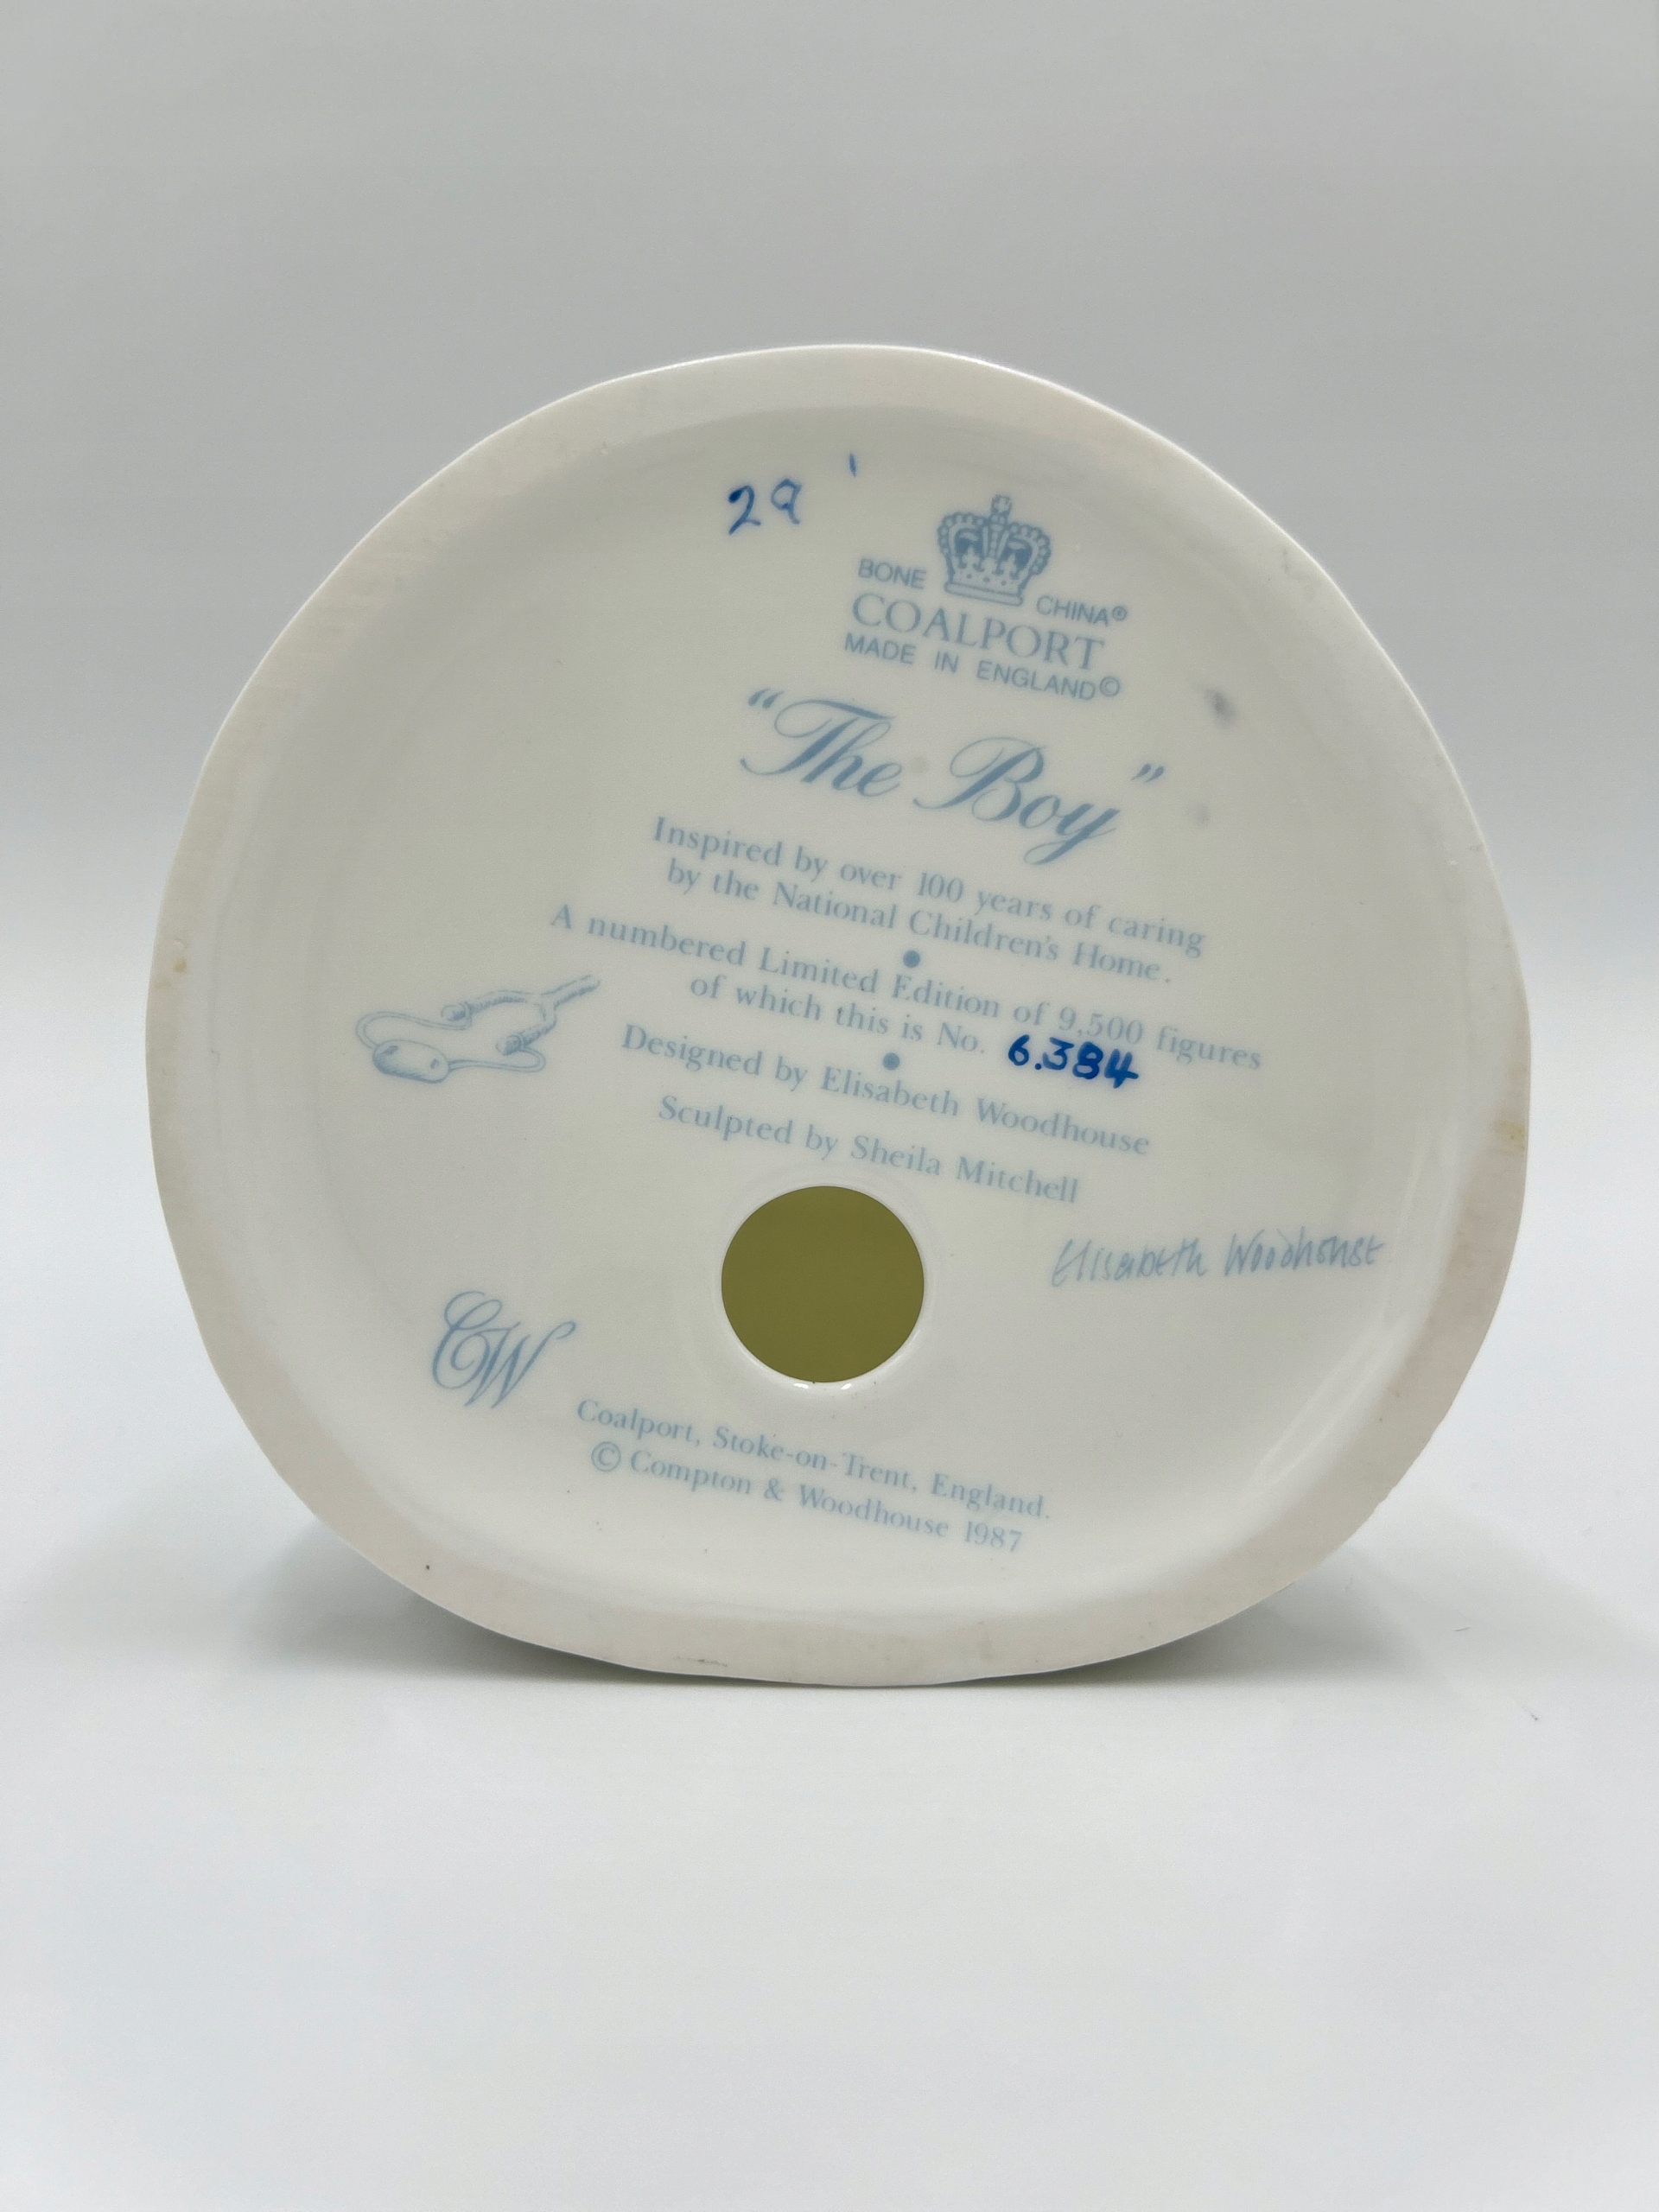 29
BONE CHINA®
COALPORT
MADE IN ENGLAND©
“The Boy”
Inspired by over 100 years of caring
by the National Children's Home.
A numbered Limited Edition of 9,500 figures
of which this is No. 6.384
Designed by Elisabeth Woodhouse
Sculpted by Sheila Mitchell
Elisabeth Woodhouse
CW
Coalport, Stoke-on-Trent, England.
© Compton & Woodhouse 1987